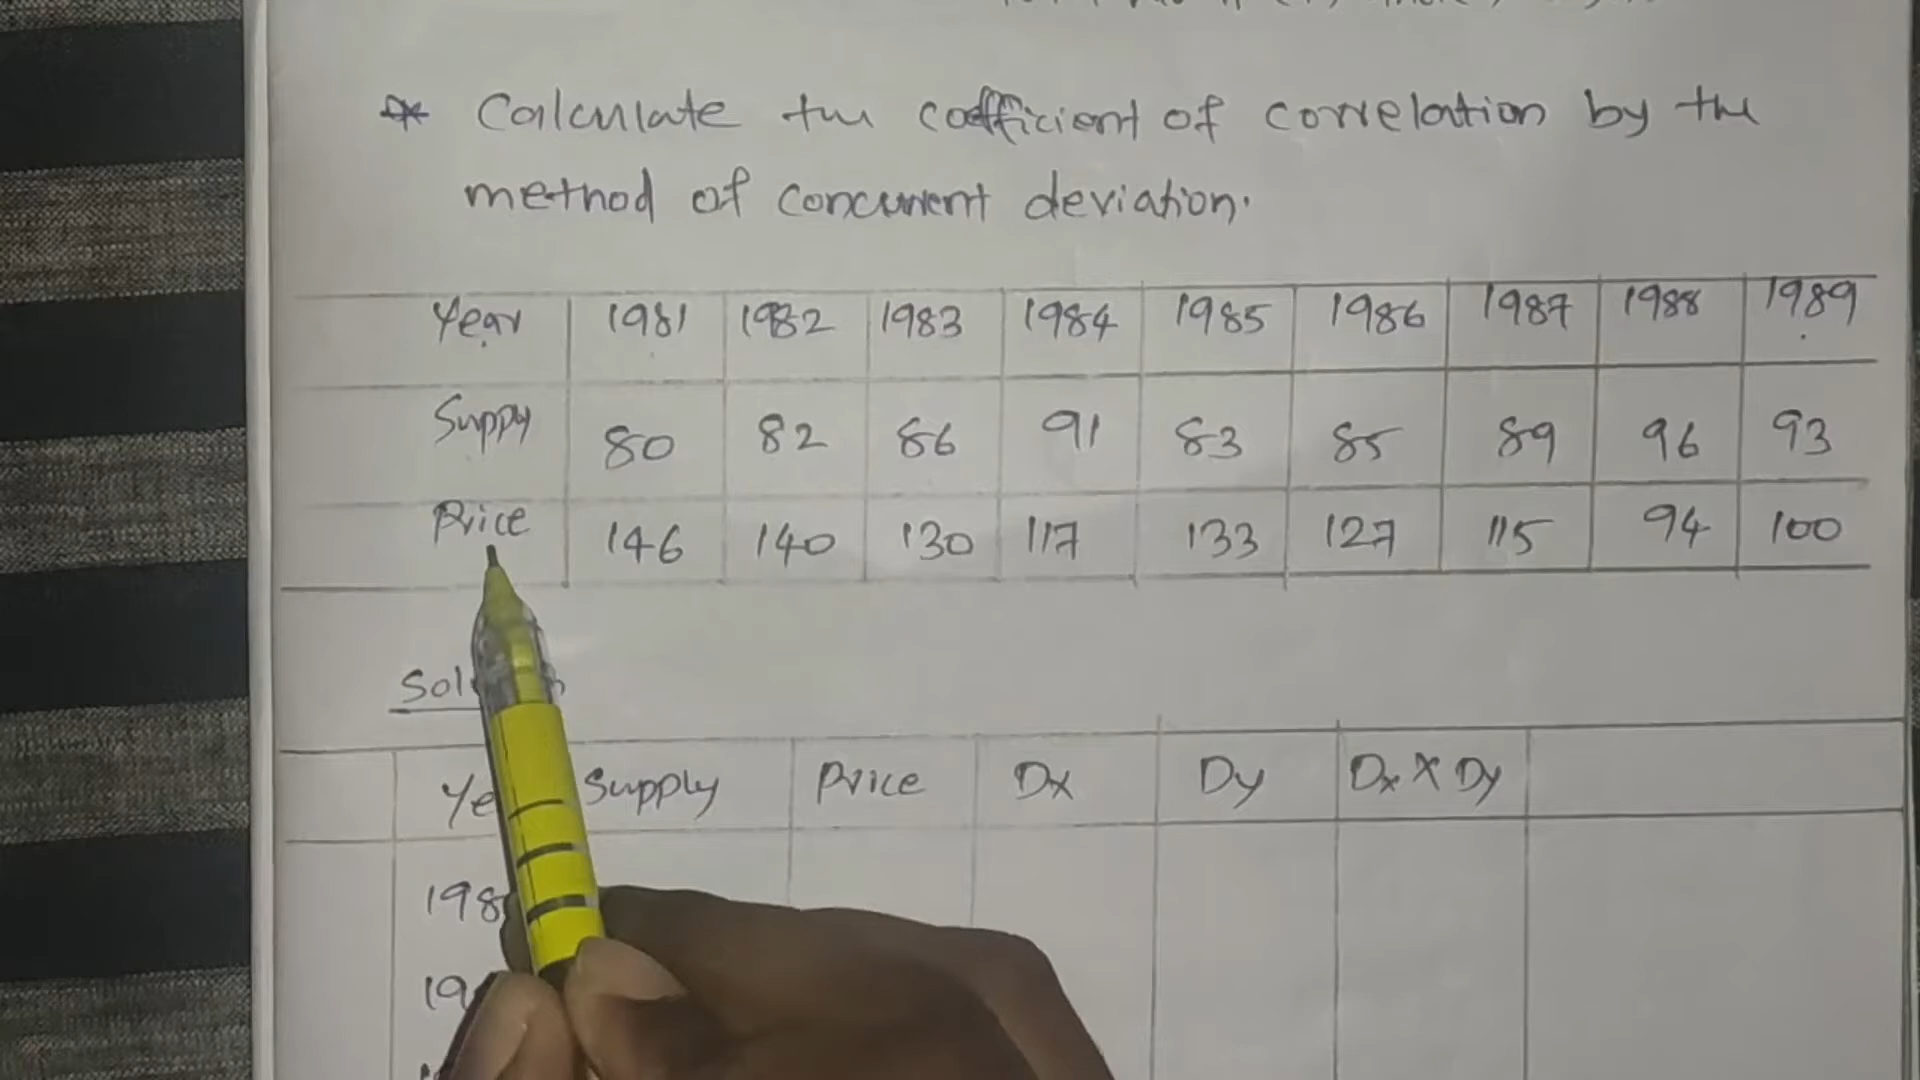 * Calculate the coefficient of correlation by the
method of concurrent deviation.
Year 1981 1982 1983 1984 1985 1986 1987 1988 1989
Supply 80 82 86 91 83 85 89 96 93
Price 146 140 130 117 133 127 115 94 100
Supply Price Dx Dy Dx X Dy